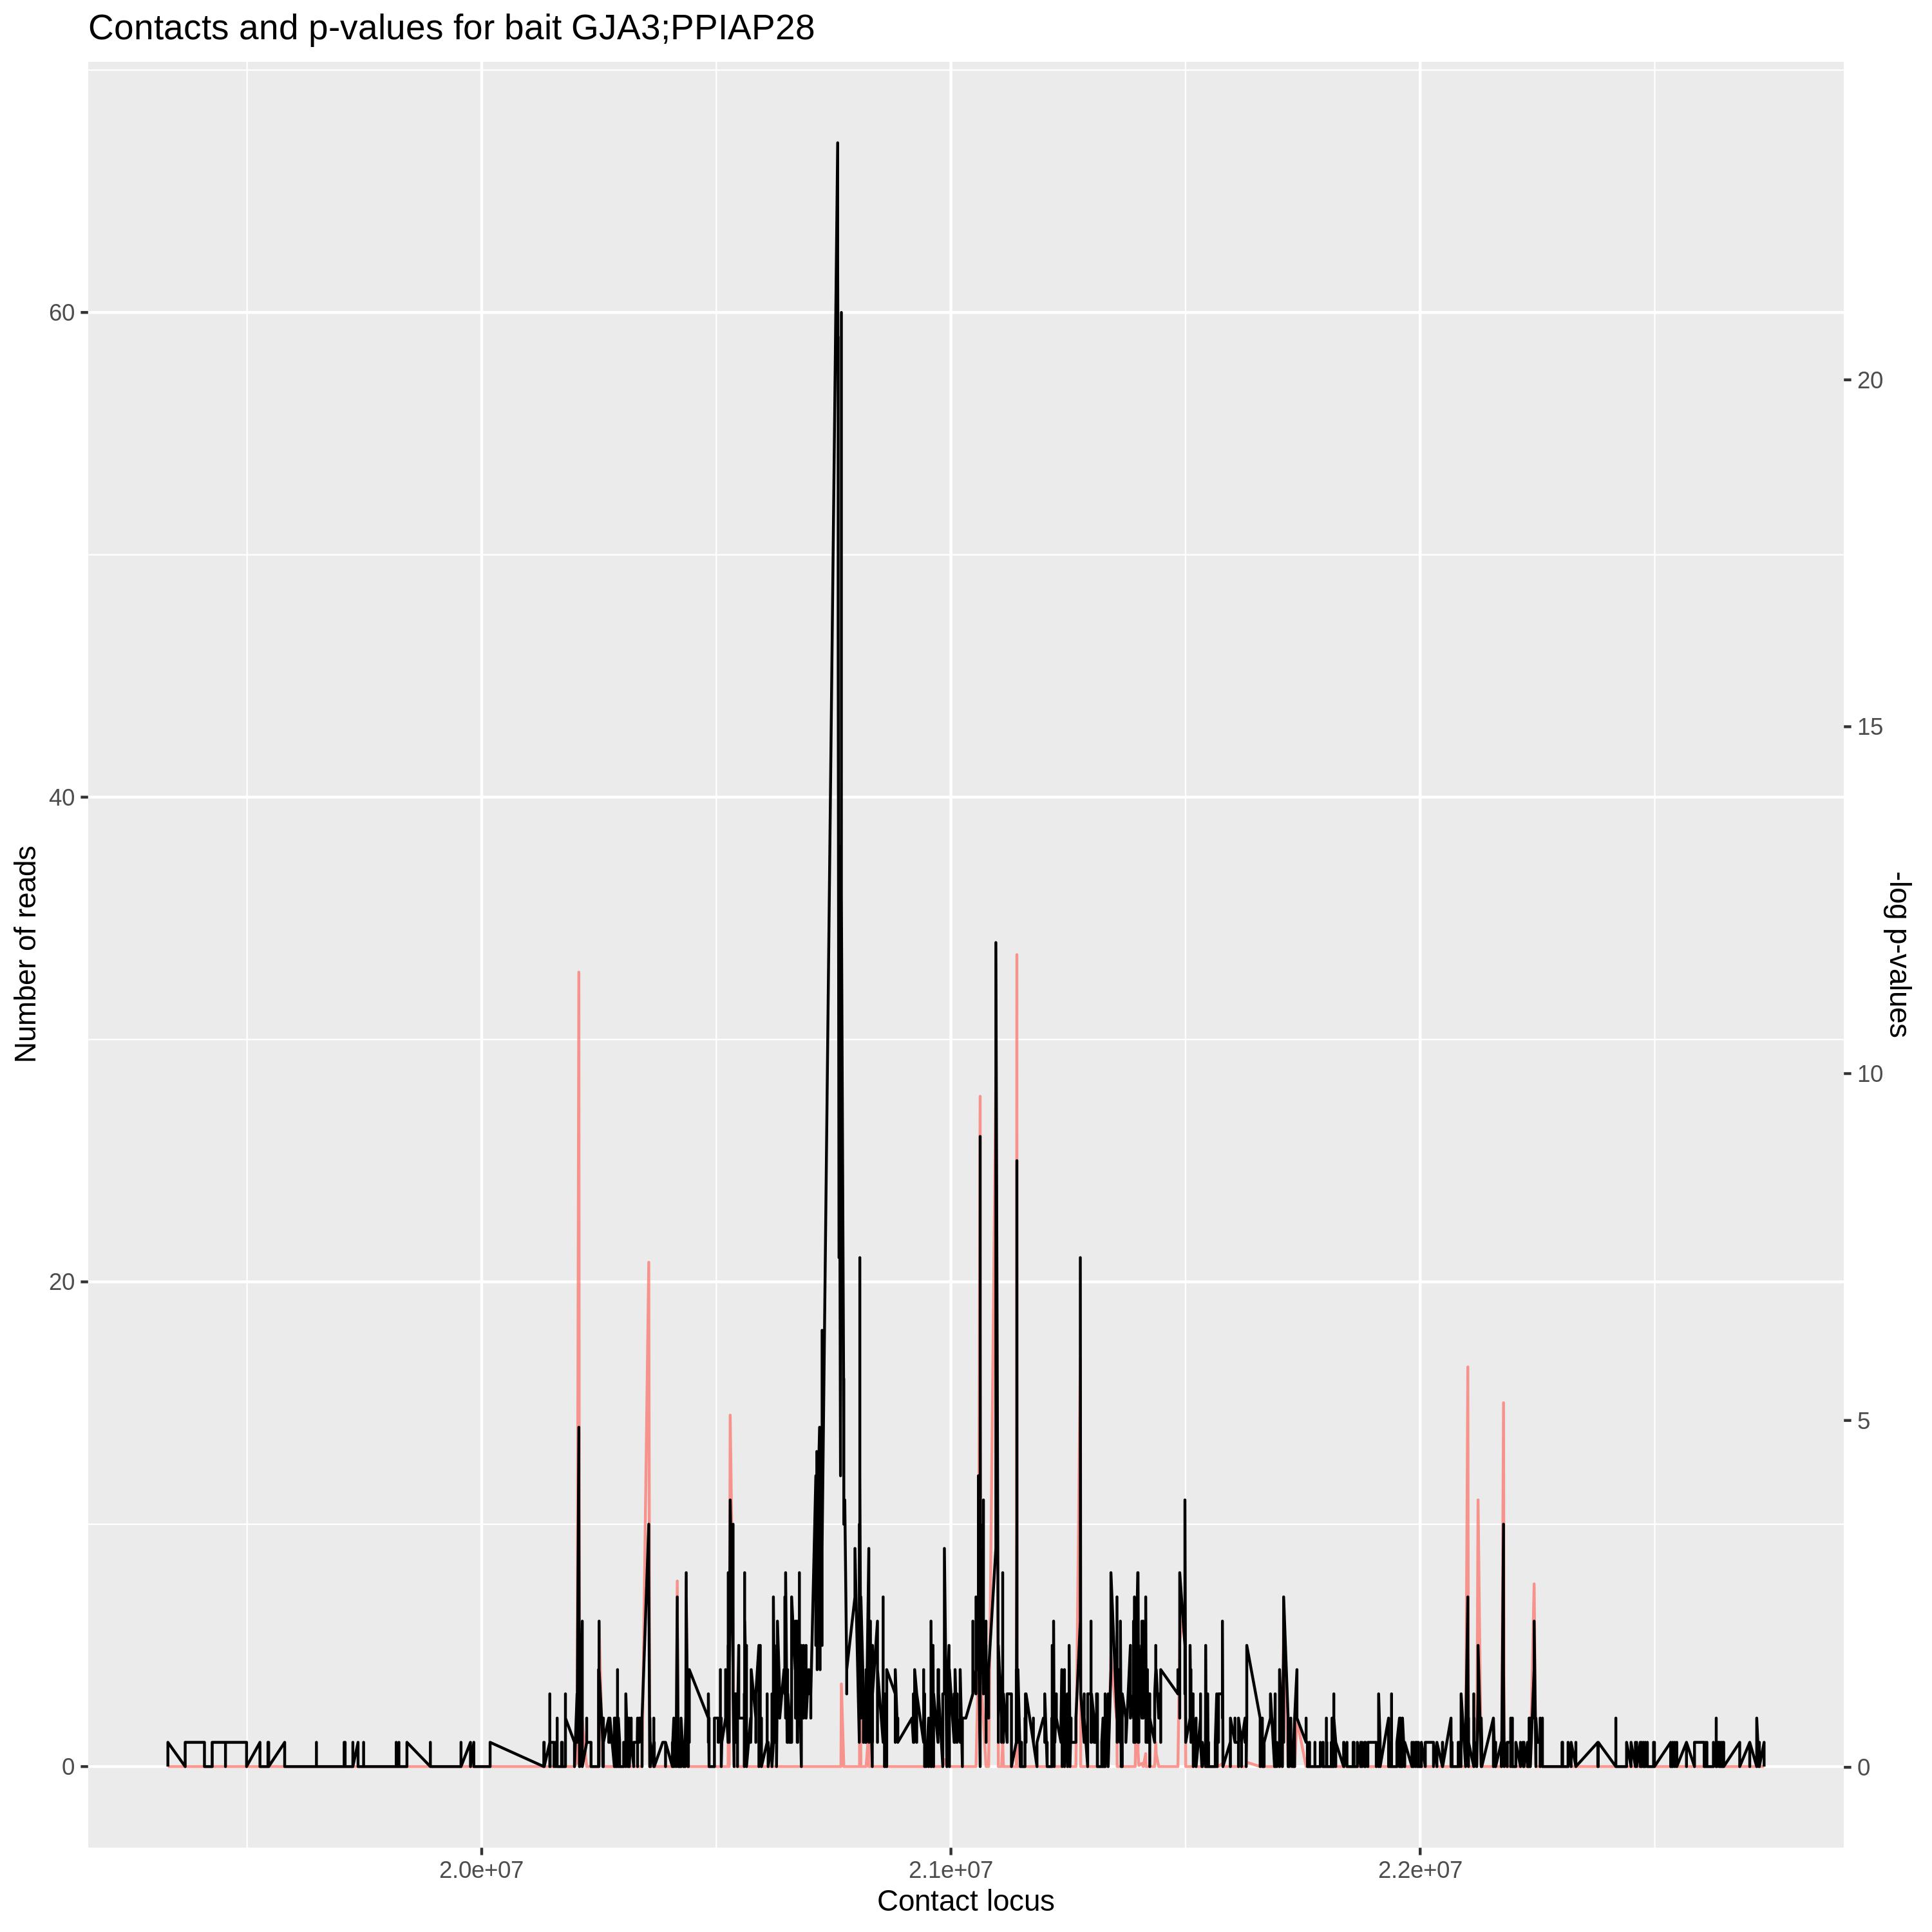 Contacts and p-values for bait GJA3;PPIAP28
60
40
20
0
Number of reads
20
15
10
5
0
-log p-values
2.0e+07
2.1e+07
2.2e+07
Contact locus